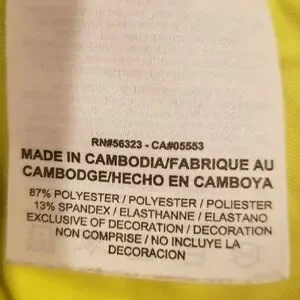 RN#56323 - CA#05553
MADE IN CAMBODIA/FABRIQUE AU
CAMBODGE/HECHO EN CAMBOYA
87% POLYESTER / POLYESTER / POLIESTER
13% SPANDEX / ELASTHANNE / ELASTANO
EXCLUSIVE OF DECORATION / DECORATION
NON COMPRISE / NO INCLUYE LA
DECORACION